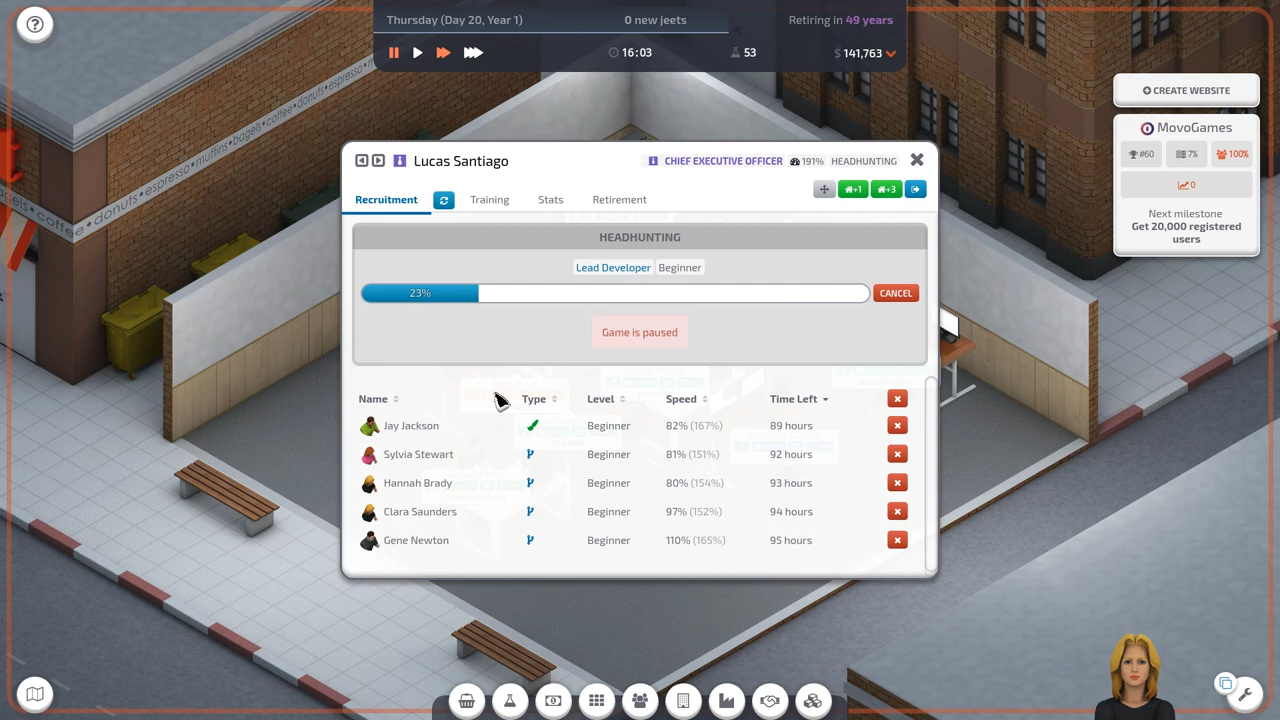 Thursday (Day 20, Year 1)
0 new jeets
Retiring in 49 years
16:03
53
$ 141,763
CREATE WEBSITE
MovoGames
#60
7%
100%
0
Next milestone
Get 20,000 registered
users
Lucas Santiago
CHIEF EXECUTIVE OFFICER
191%
HEADHUNTING
+1
+3
Recruitment
Training
Stats
Retirement
HEADHUNTING
Lead Developer Beginner
23%
CANCEL
Game is paused
Name Type Level Speed Time Left
Jay Jackson Beginner 82% (167%) 89 hours
Sylvia Stewart Beginner 81% (151%) 92 hours
Hannah Brady Beginner 80% (154%) 93 hours
Clara Saunders Beginner 97% (152%) 94 hours
Gene Newton Beginner 110% (165%) 95 hours
bagels • coffee • donuts • espresso • muffins • bagels • coffee • donuts • espresso